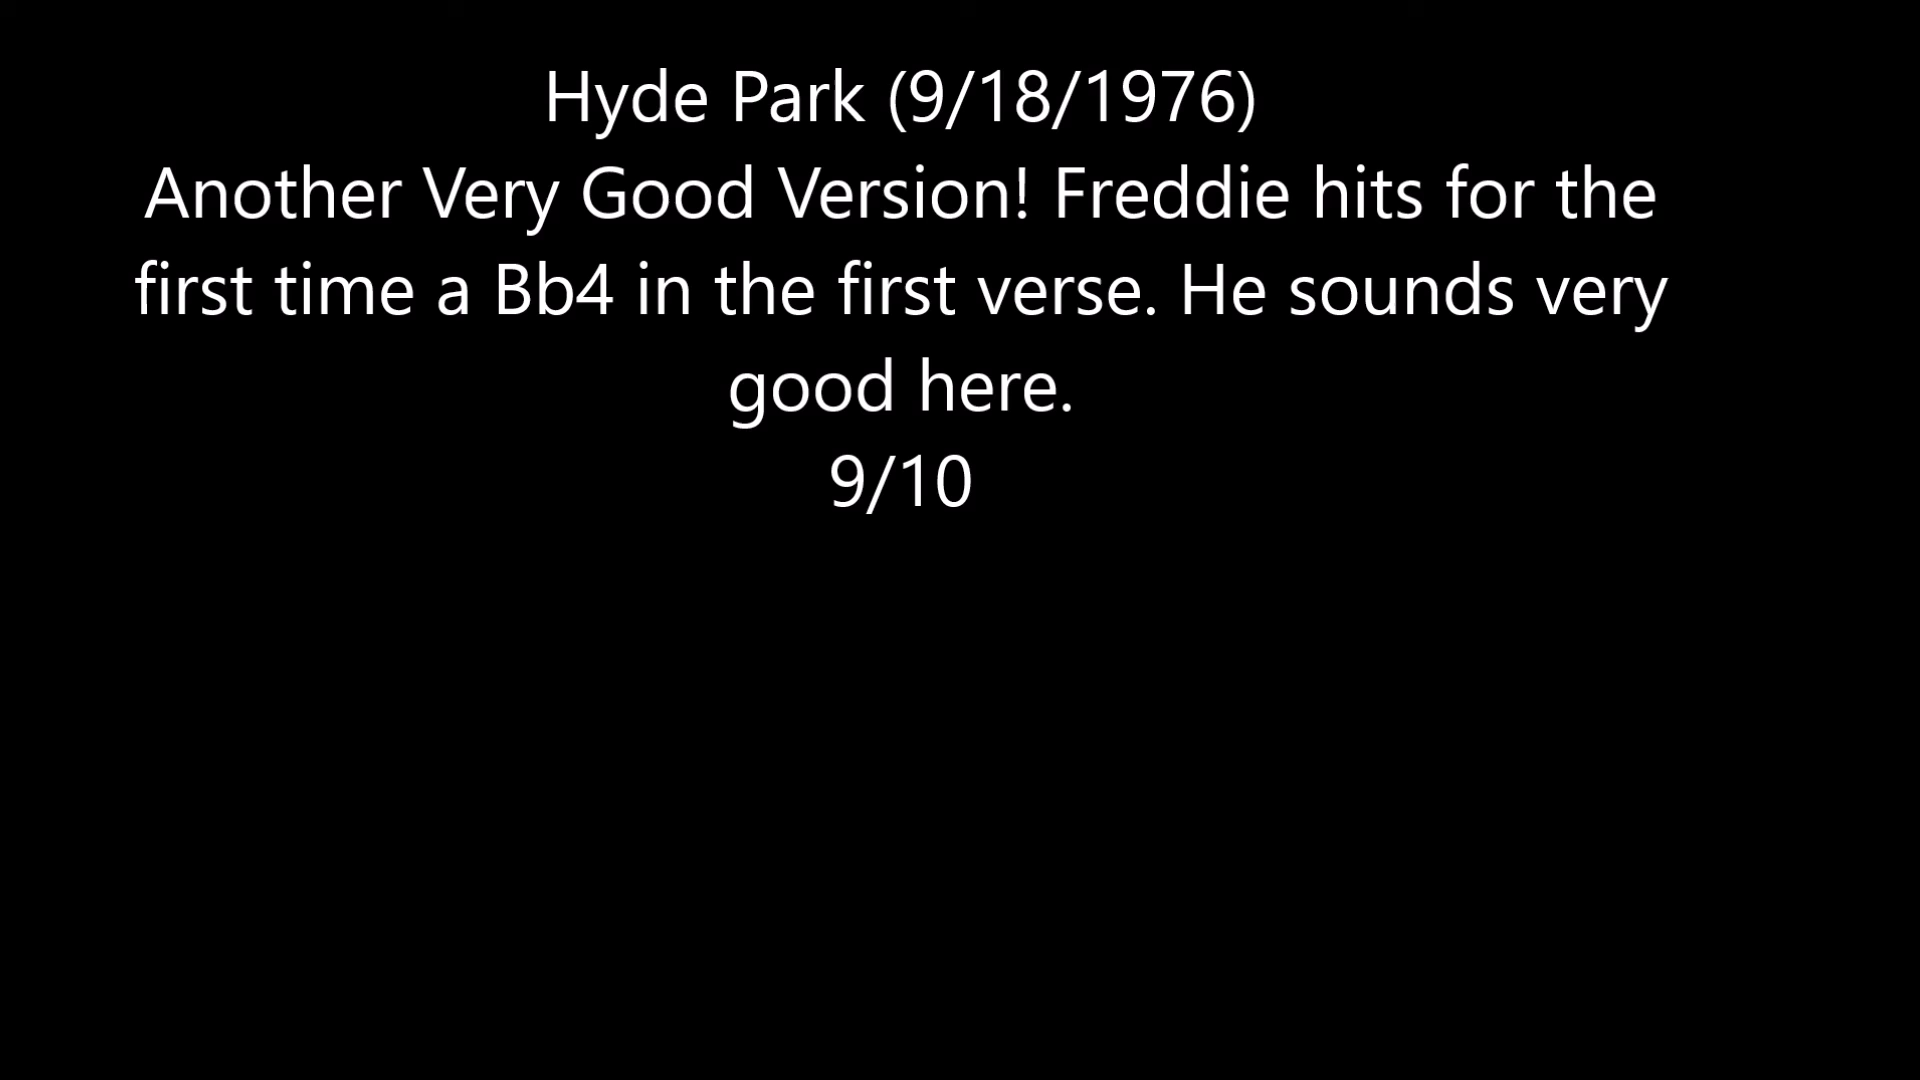 Hyde Park (9/18/1976)
Another Very Good Version! Freddie hits for the
first time a Bb4 in the first verse. He sounds very
good here.
9/10